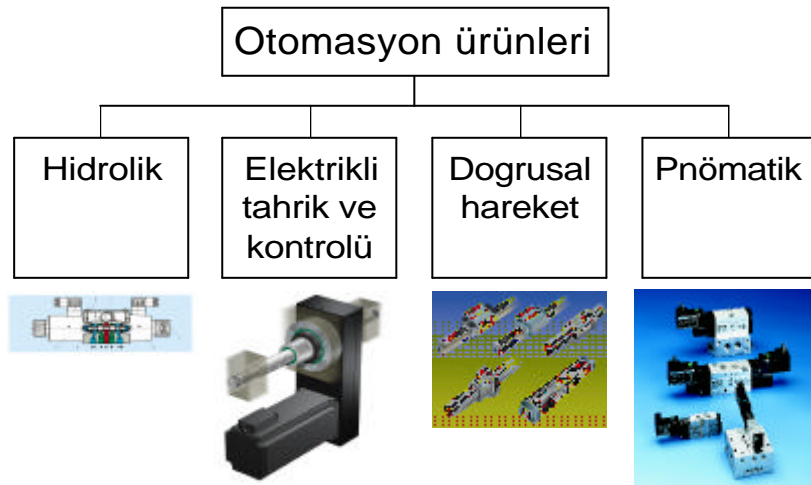 Otomasyon ürünleri
Hidrolik
Elektrikli
tahrik ve
kontrolü
Dogrusal
hareket
Pnömatik